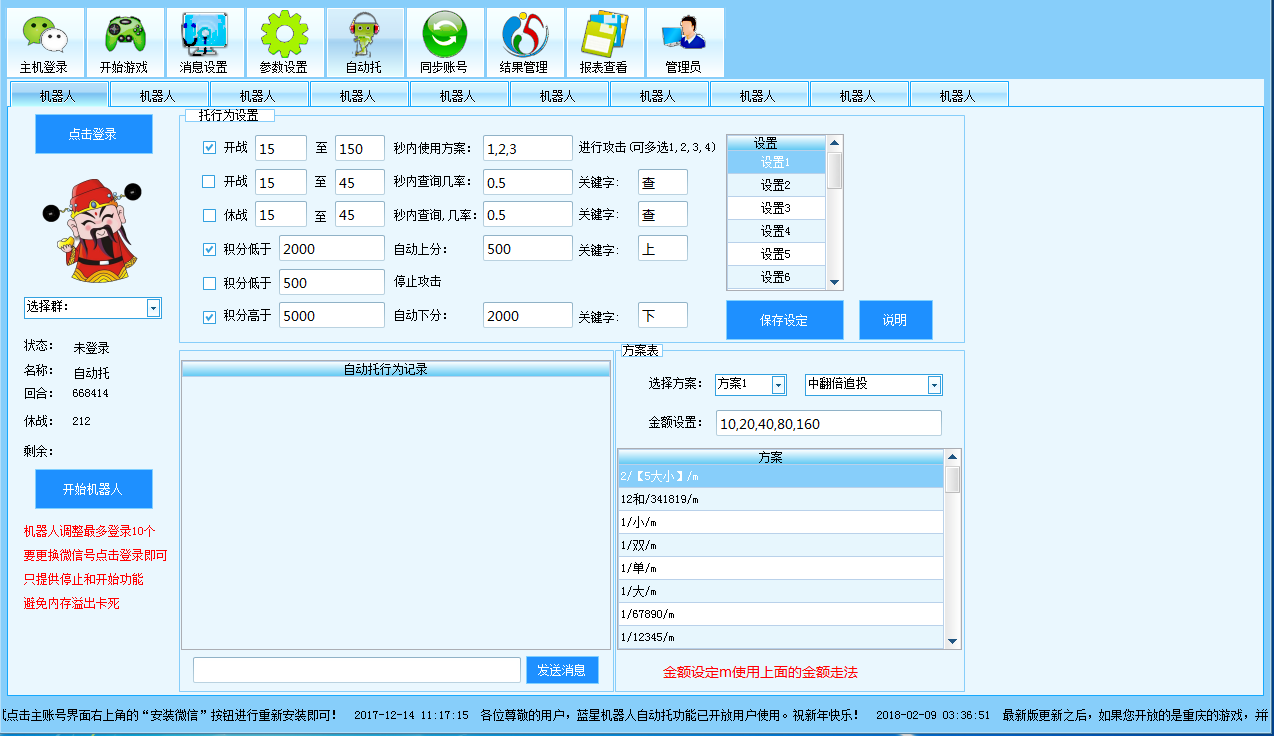 主机登录 开始游戏 消息设置 参数设置 自动托 同步账号 结果管理 报表查看 管理员
机器人 机器人 机器人 机器人 机器人 机器人 机器人 机器人 机器人 机器人
点击登录
选择群:
状态: 未登录
名称: 自动托
回合: 668414
休战: 212
剩余:
开始机器人
机器人调整最多登录10个
要更换微信号点击登录即可
只提供停止和开始功能
避免内存溢出卡死
托行为设置
开战 15 至 150 秒内使用方案: 1,2,3 进行攻击(可多选1,2,3,4)
开战 15 至 45 秒内查询几率: 0.5 关键字: 查
休战 15 至 45 秒内查询,几率: 0.5 关键字: 查
积分低于 2000 自动上分: 500 关键字: 上
积分低于 500 停止攻击
积分高于 5000 自动下分: 2000 关键字: 下
设置
设置1
设置2
设置3
设置4
设置5
设置6
保存设定 说明
自动托行为记录
发送消息
方案表
选择方案: 方案1 中翻倍追投
金额设置: 10,20,40,80,160
方案
2/【5大小】/m
12和/341819/m
1/小/m
1/双/m
1/单/m
1/大/m
1/67890/m
1/12345/m
金额设定m使用上面的金额走法
点击主账号界面右上角的“安装微信”按钮进行重新安装即可! 2017-12-14 11:17:15 各位尊敬的用户，蓝星机器人自动托功能已开放用户使用。祝新年快乐! 2018-02-09 03:36:51 最新版更新之后，如果您开放的是重庆的游戏，并